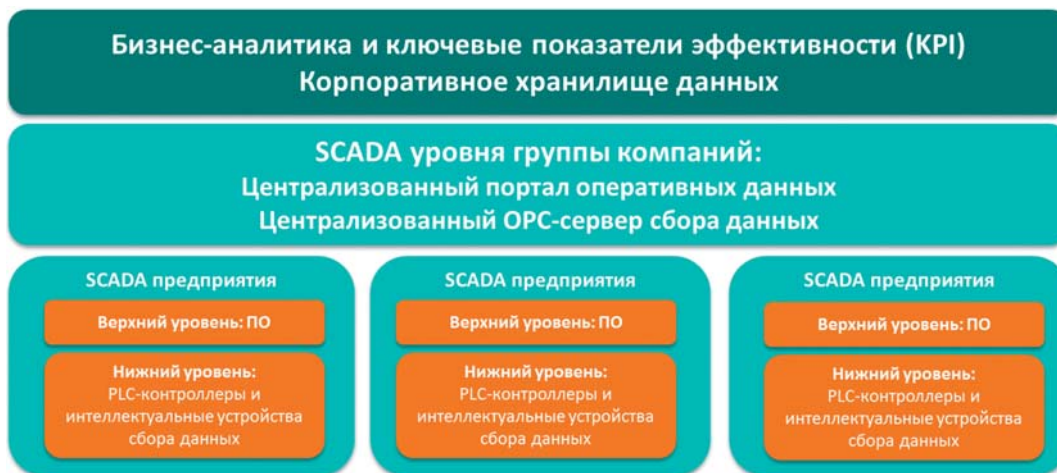 Бизнес-аналитика и ключевые показатели эффективности (KPI)
Корпоративное хранилище данных
SCADA уровня группы компаний:
Централизованный портал оперативных данных
Централизованный OPC-сервер сбора данных
SCADA предприятия
Верхний уровень: ПО
Нижний уровень:
PLC-контроллеры и
интеллектуальные устройства
сбора данных
SCADA предприятия
Верхний уровень: ПО
Нижний уровень:
PLC-контроллеры и
интеллектуальные устройства
сбора данных
SCADA предприятия
Верхний уровень: ПО
Нижний уровень:
PLC-контроллеры и
интеллектуальные устройства
сбора данных